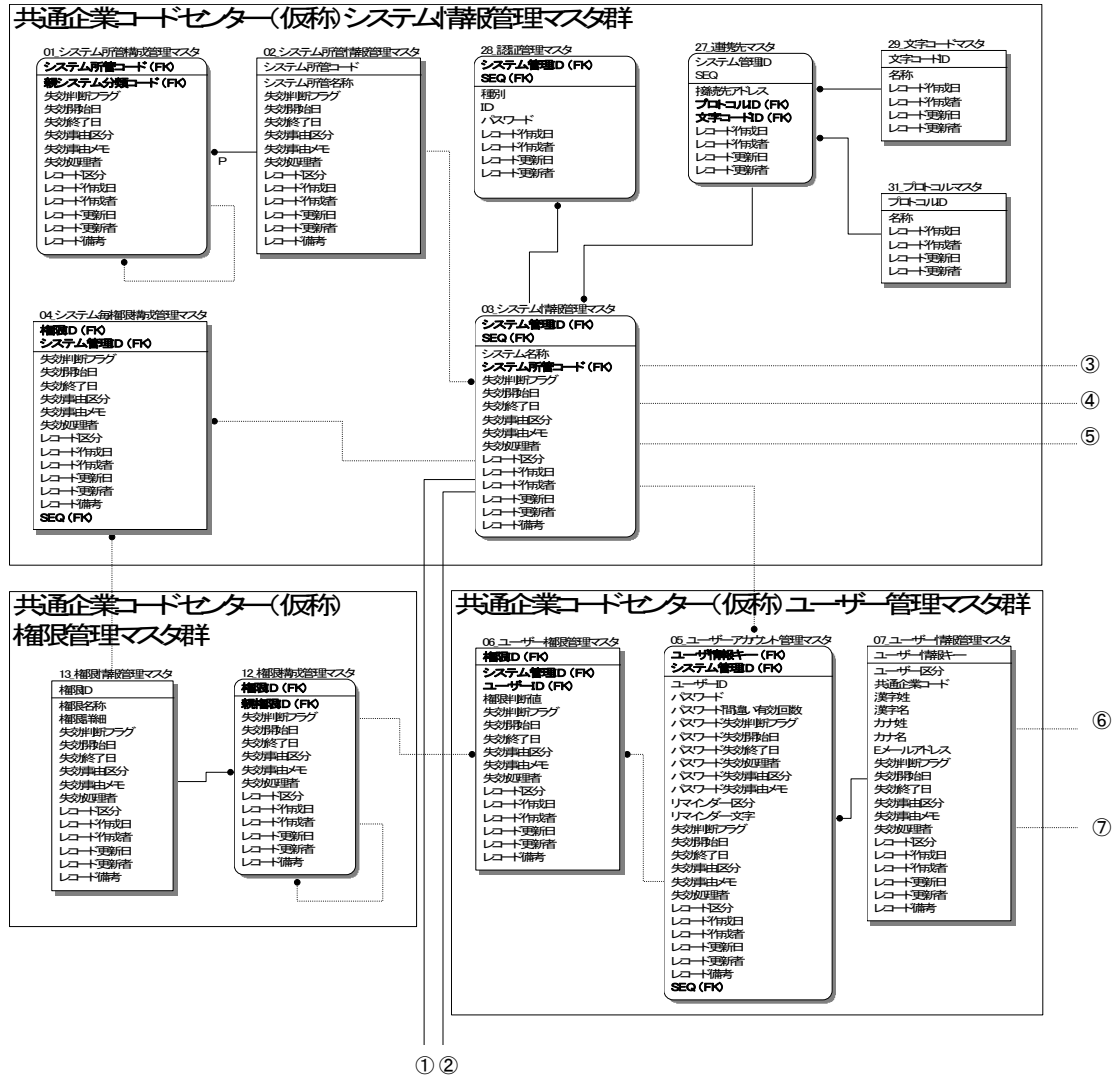 共通企業コードセンター(仮称)システム情報管理マスタ群
01_システム所管構成管理マスタ
システム所管コード (FK)
親システム分類コード (FK)
失効判断フラグ
失効開始日
失効終了日
失効事由区分
失効事由メモ
失効処理者
レコード区分
レコード作成日
レコード作成者
レコード更新日
レコード更新者
レコード備考
P
02_システム所管情報管理マスタ
システム所管コード
システム所管名称
失効判断フラグ
失効開始日
失効終了日
失効事由区分
失効事由メモ
失効処理者
レコード区分
レコード作成日
レコード作成者
レコード更新日
レコード更新者
レコード備考
28_認証管理マスタ
システム管理ID (FK)
SEQ (FK)
種別
ID
パスワード
レコード作成日
レコード作成者
レコード更新日
レコード更新者
27_連携先マスタ
システム管理ID
SEQ
接続先アドレス
プロトコルID (FK)
文字コードID (FK)
レコード作成日
レコード作成者
レコード更新日
レコード更新者
29_文字コードマスタ
文字コードID
名称
レコード作成日
レコード作成者
レコード更新日
レコード更新者
31_プロトコルマスタ
プロトコルID
名称
レコード作成日
レコード作成者
レコード更新日
レコード更新者
04_システム毎権限構成管理マスタ
権限ID (FK)
システム管理ID (FK)
失効判断フラグ
失効開始日
失効終了日
失効事由区分
失効事由メモ
失効処理者
レコード区分
レコード作成日
レコード作成者
レコード更新日
レコード更新者
レコード備考
SEQ (FK)
03_システム情報管理マスタ
システム管理ID (FK)
SEQ (FK)
システム名称
システム所管コード (FK)
失効判断フラグ
失効開始日
失効終了日
失効事由区分
失効事由メモ
失効処理者
レコード区分
レコード作成日
レコード作成者
レコード更新日
レコード更新者
レコード備考
③
④
⑤
共通企業コードセンター(仮称)
権限管理マスタ群
13_権限情報管理マスタ
権限ID
権限名称
権限詳細
失効判断フラグ
失効開始日
失効終了日
失効事由区分
失効事由メモ
失効処理者
レコード区分
レコード作成日
レコード作成者
レコード更新日
レコード更新者
レコード備考
12_権限構成管理マスタ
権限ID (FK)
親権限ID (FK)
失効判断フラグ
失効開始日
失効終了日
失効事由区分
失効事由メモ
失効処理者
レコード区分
レコード作成日
レコード作成者
レコード更新日
レコード更新者
レコード備考
共通企業コードセンター(仮称)ユーザー管理マスタ群
06_ユーザー権限管理マスタ
権限ID (FK)
システム管理ID (FK)
ユーザーID (FK)
権限判断値
失効判断フラグ
失効開始日
失効終了日
失効事由区分
失効事由メモ
失効処理者
レコード区分
レコード作成日
レコード作成者
レコード更新日
レコード更新者
レコード備考
05_ユーザーアカウント管理マスタ
ユーザ情報キー (FK)
システム管理ID (FK)
ユーザーID
パスワード
パスワード間違い有効回数
パスワード失効判断フラグ
パスワード失効開始日
パスワード失効終了日
パスワード失効処理者
パスワード失効事由区分
パスワード失効事由メモ
リマインダー区分
リマインダー文字
失効判断フラグ
失効開始日
失効終了日
失効事由区分
失効事由メモ
失効処理者
レコード区分
レコード作成日
レコード作成者
レコード更新日
レコード更新者
レコード備考
SEQ (FK)
07_ユーザー情報管理マスタ
ユーザー情報キー
ユーザー区分
共通企業コード
漢字姓
漢字名
カナ姓
カナ名
Eメールアドレス
失効判断フラグ
失効開始日
失効終了日
失効事由区分
失効事由メモ
失効処理者
レコード区分
レコード作成日
レコード作成者
レコード更新日
レコード更新者
レコード備考
⑥
⑦
①②